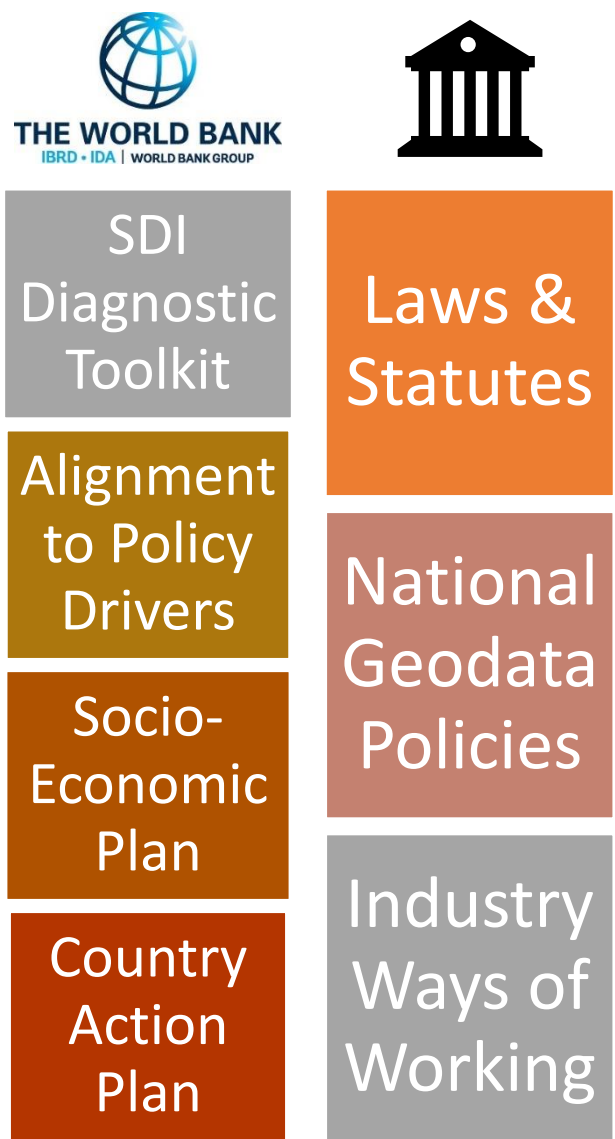 THE WORLD BANK
IBRD • IDA | WORLD BANK GROUP
SDI
Diagnostic
Toolkit
Alignment
to Policy
Drivers
Socio-
Economic
Plan
Country
Action
Plan
Laws &
Statutes
National
Geodata
Policies
Industry
Ways of
Working